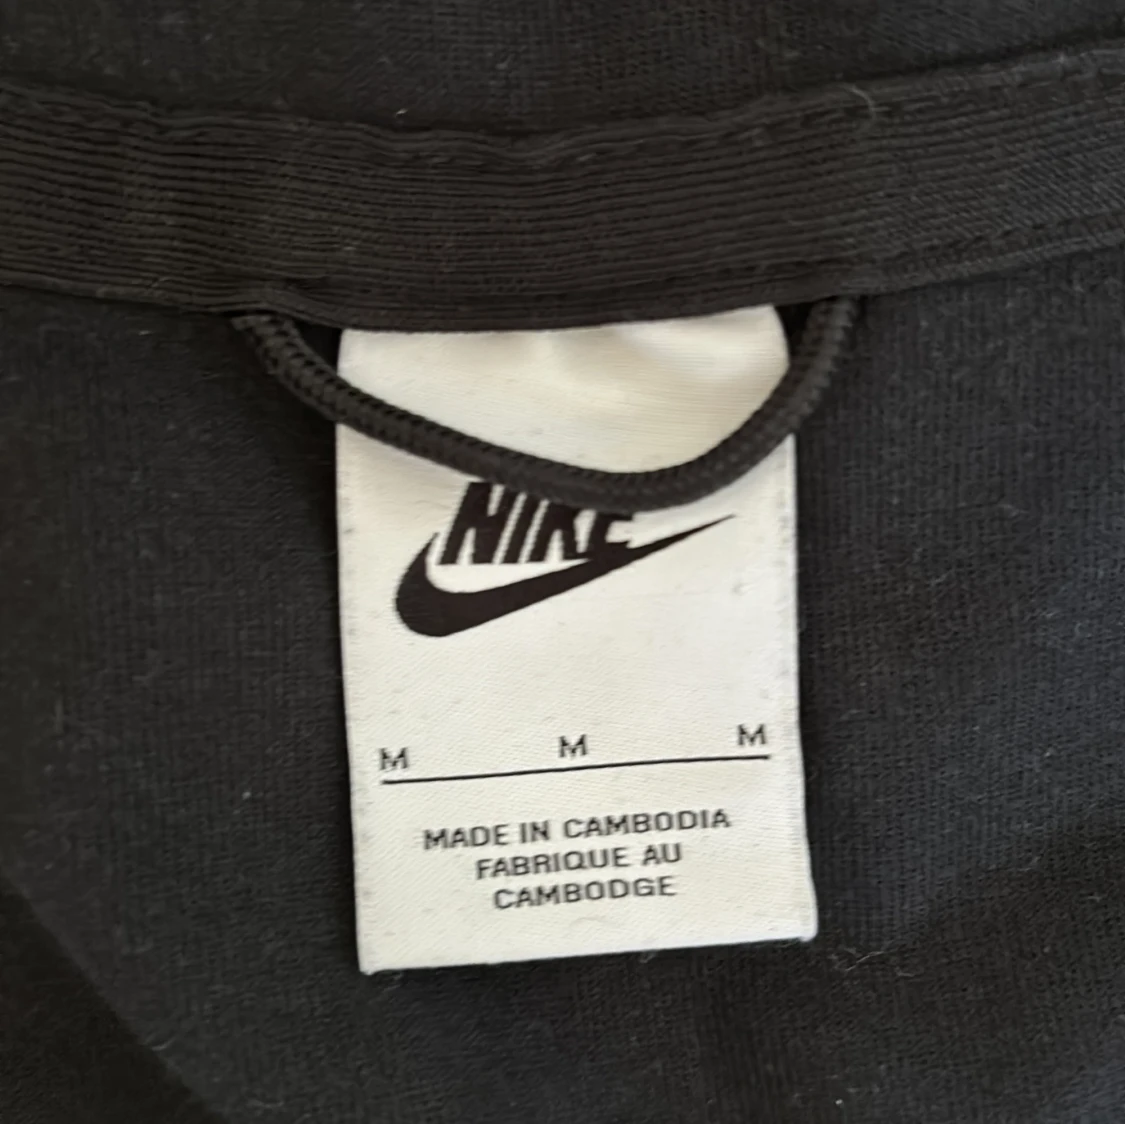 NIKE
M M M
MADE IN CAMBODIA
FABRIQUE AU
CAMBODGE